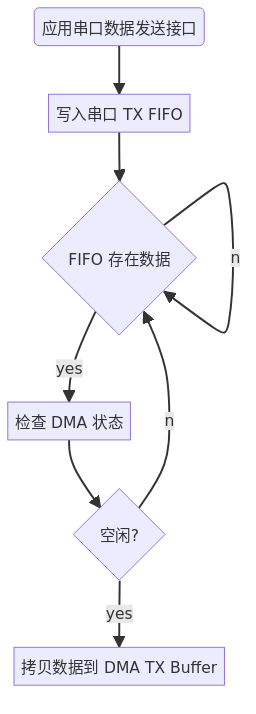 应用串口数据发送接口
写入串口 TX FIFO
FIFO 存在数据
n
yes
检查 DMA 状态
n
空闲?
yes
拷贝数据到 DMA TX Buffer